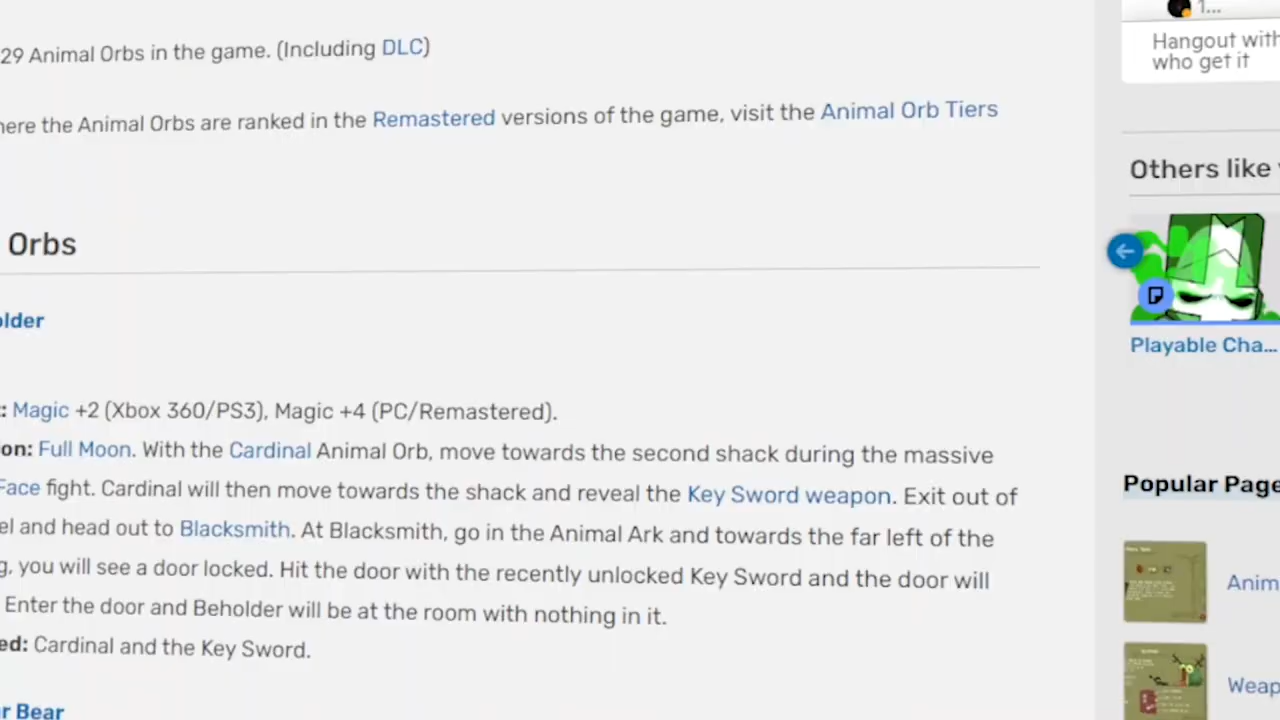 29 Animal Orbs in the game. (Including DLC)
here the Animal Orbs are ranked in the Remastered versions of the game, visit the Animal Orb Tiers
Orbs
older
: Magic +2 (Xbox 360/PS3), Magic +4 (PC/Remastered).
on: Full Moon. With the Cardinal Animal Orb, move towards the second shack during the massive
Face fight. Cardinal will then move towards the shack and reveal the Key Sword weapon. Exit out of
el and head out to Blacksmith. At Blacksmith, go in the Animal Ark and towards the far left of the
g, you will see a door locked. Hit the door with the recently unlocked Key Sword and the door will
Enter the door and Beholder will be at the room with nothing in it.
ed: Cardinal and the Key Sword.
r Bear
1...
Hangout with
who get it
Others like
Playable Cha...
Popular Page
Anim
Weap